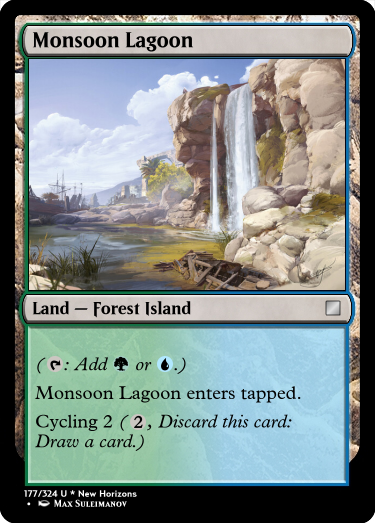 Monsoon Lagoon
Land — Forest Island
( : Add or .)
Monsoon Lagoon enters tapped.
Cycling 2 ( 2, Discard this card:
Draw a card.)
177/324 U * New Horizons
• Max Suleimanov